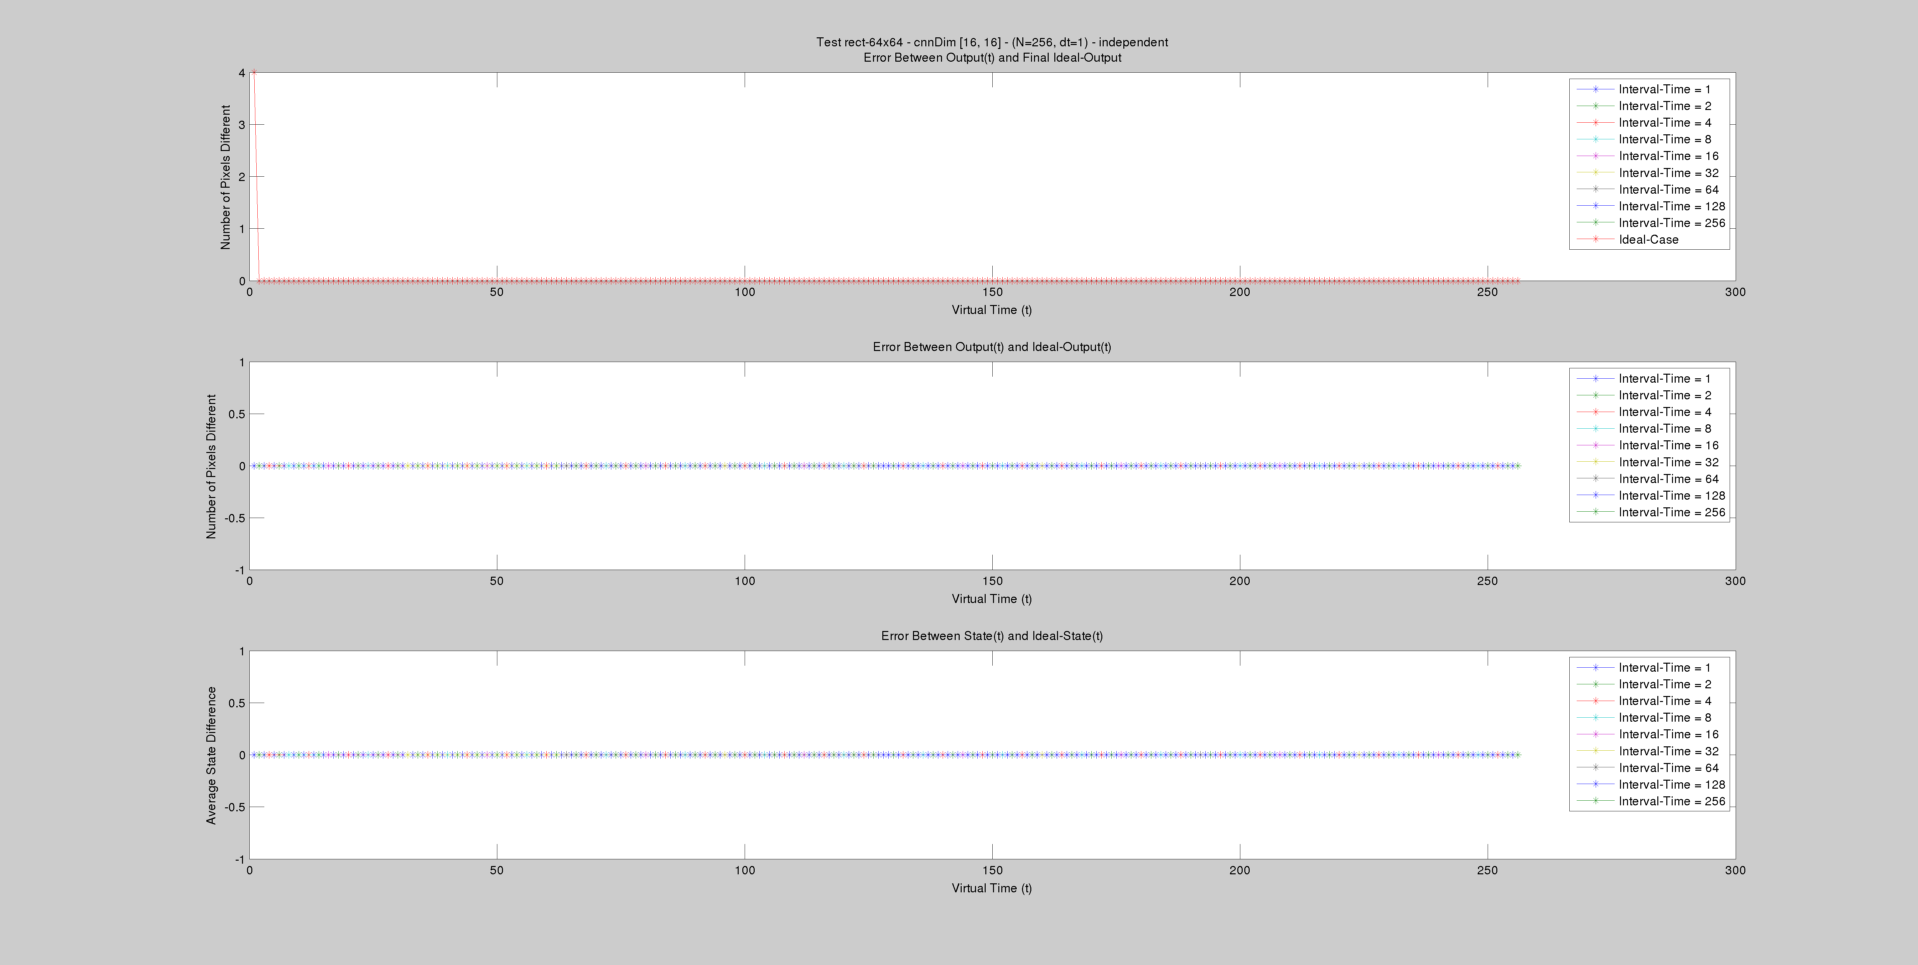 Test rect-64x64 - cnnDim [16, 16] - (N=256, dt=1) - independent
Error Between Output(t) and Final Ideal-Output
Number of Pixels Different
4
3
2
1
0
0 50 100 150 200 250 300
Virtual Time (t)
Interval-Time = 1
Interval-Time = 2
Interval-Time = 4
Interval-Time = 8
Interval-Time = 16
Interval-Time = 32
Interval-Time = 64
Interval-Time = 128
Interval-Time = 256
Ideal-Case
Error Between Output(t) and Ideal-Output(t)
Number of Pixels Different
1
0.5
0
-0.5
-1
0 50 100 150 200 250 300
Virtual Time (t)
Interval-Time = 1
Interval-Time = 2
Interval-Time = 4
Interval-Time = 8
Interval-Time = 16
Interval-Time = 32
Interval-Time = 64
Interval-Time = 128
Interval-Time = 256
Error Between State(t) and Ideal-State(t)
Average State Difference
1
0.5
0
-0.5
-1
0 50 100 150 200 250 300
Virtual Time (t)
Interval-Time = 1
Interval-Time = 2
Interval-Time = 4
Interval-Time = 8
Interval-Time = 16
Interval-Time = 32
Interval-Time = 64
Interval-Time = 128
Interval-Time = 256